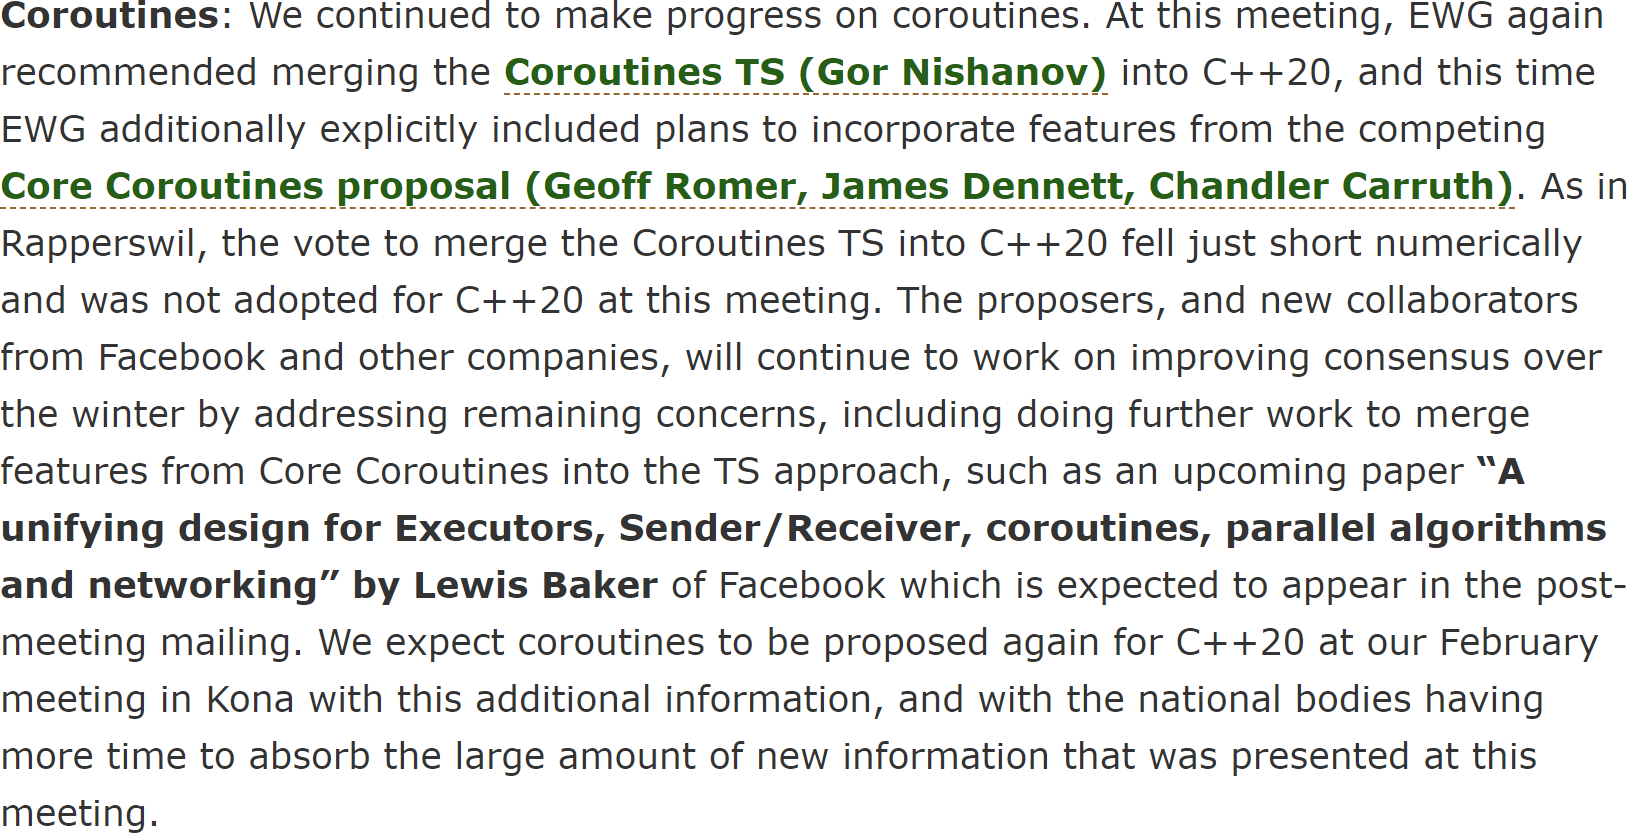 Coroutines: We continued to make progress on coroutines. At this meeting, EWG again
recommended merging the Coroutines TS (Gor Nishanov) into C++20, and this time
EWG additionally explicitly included plans to incorporate features from the competing
Core Coroutines proposal (Geoff Romer, James Dennett, Chandler Carruth). As in
Rapperswil, the vote to merge the Coroutines TS into C++20 fell just short numerically
and was not adopted for C++20 at this meeting. The proposers, and new collaborators
from Facebook and other companies, will continue to work on improving consensus over
the winter by addressing remaining concerns, including doing further work to merge
features from Core Coroutines into the TS approach, such as an upcoming paper “A
unifying design for Executors, Sender/Receiver, coroutines, parallel algorithms
and networking” by Lewis Baker of Facebook which is expected to appear in the post-
meeting mailing. We expect coroutines to be proposed again for C++20 at our February
meeting in Kona with this additional information, and with the national bodies having
more time to absorb the large amount of new information that was presented at this
meeting.